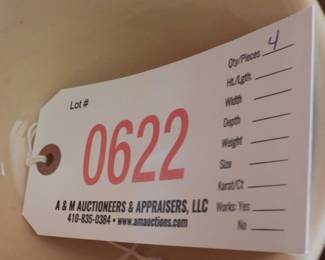 Lot #
0622
A & M AUCTIONEERS & APPRAISERS, LLC
410-835-0384 • www.amauctions.com
Qty/Pieces 4
Ht./Lgth.
Width
Depth
Weight
Size
Karat/Ct
Works: Yes
No